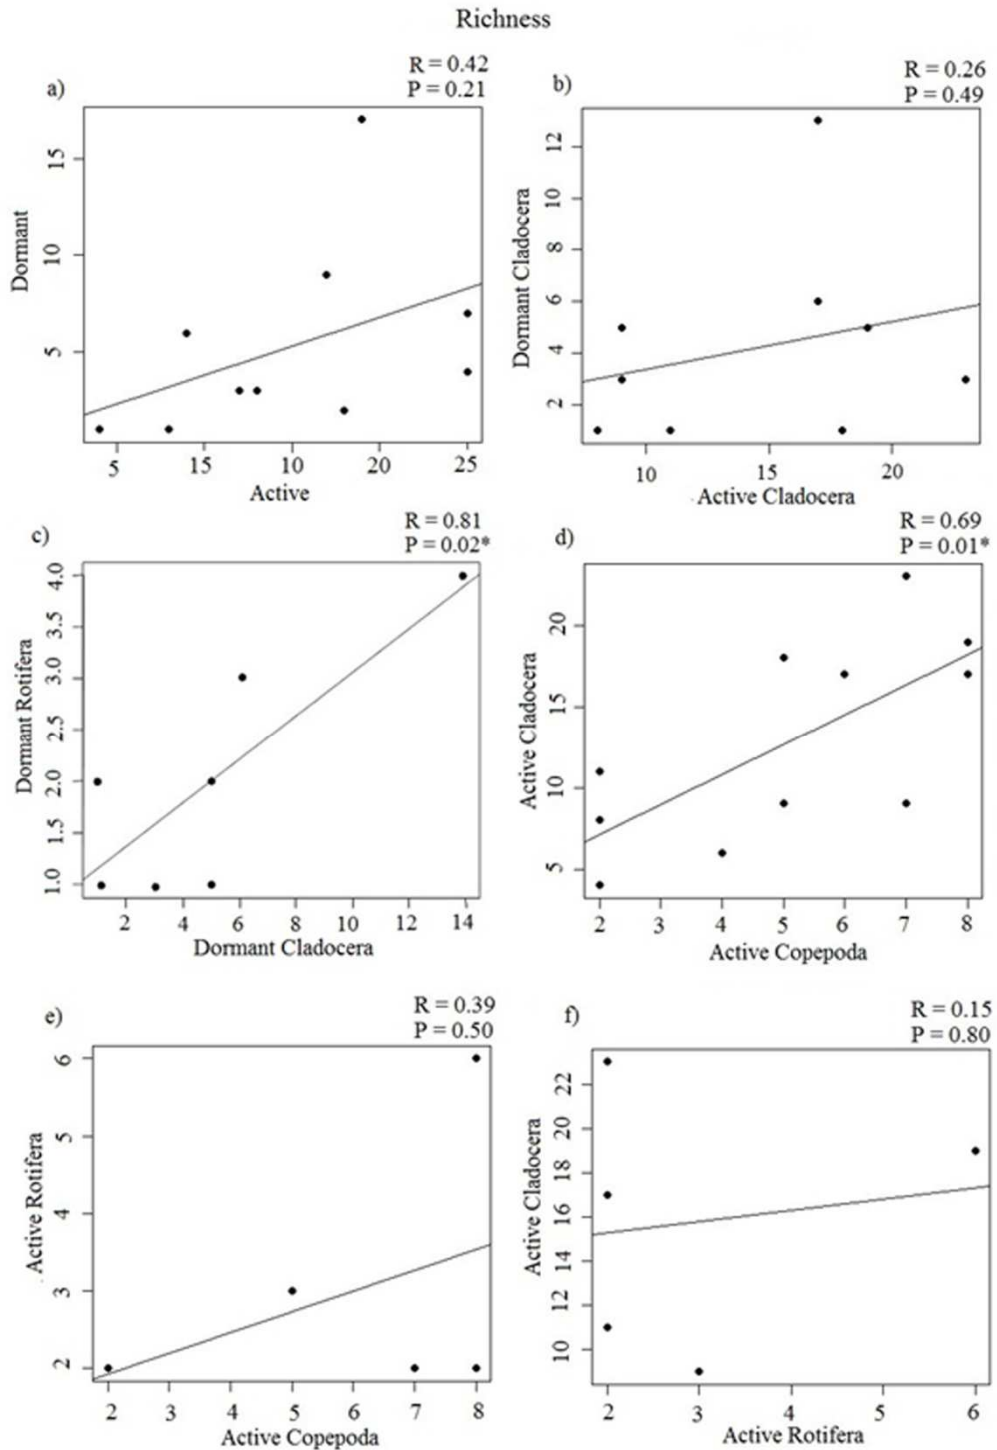 Richness
a)
R = 0.42
P = 0.21
Dormant
15
10
5
5
15
10
20
25
Active
b)
R = 0.26
P = 0.49
Dormant Cladocera
12
10
8
6
4
2
10
15
20
Active Cladocera
c)
R = 0.81
P = 0.02*
Dormant Rotifera
4.0
3.5
3.0
2.5
2.0
1.5
1.0
2
4
6
8
10
12
14
Dormant Cladocera
d)
R = 0.69
P = 0.01*
Active Cladocera
20
15
10
5
2
3
4
5
6
7
8
Active Copepoda
e)
R = 0.39
P = 0.50
Active Rotifera
6
5
4
3
2
2
3
4
5
6
7
8
Active Copepoda
f)
R = 0.15
P = 0.80
Active Cladocera
22
20
18
16
14
12
10
2
3
4
5
6
Active Rotifera